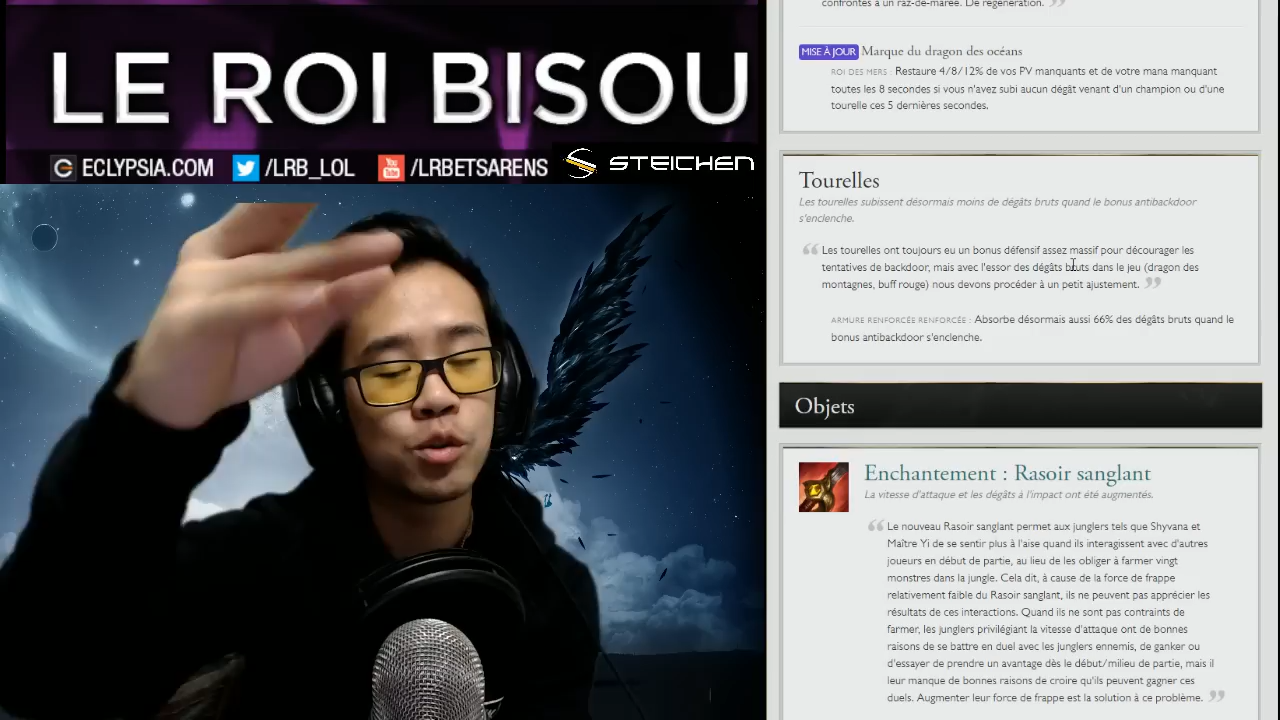 LE ROI BISOU
ECLYPSIA.COM
/LRB_LOL
You Tube
/LRBETSARENS
STEICHEN
confrontés à un raz-de-marée. De régénération.
MISE À JOUR Marque du dragon des océans
ROI DES MERS : Restaure 4/8/12% de vos PV manquants et de votre mana manquant
toutes les 8 secondes si vous n'avez subi aucun dégât venant d'un champion ou d'une
tourelle ces 5 dernières secondes.
Tourelles
Les tourelles subissent désormais moins de dégâts bruts quand le bonus antibackdoor
s'enclenche.
Les tourelles ont toujours eu un bonus défensif assez massif pour décourager les
tentatives de backdoor, mais avec l'essor des dégâts bruts dans le jeu (dragon des
montagnes, buff rouge) nous devons procéder à un petit ajustement.
ARMURE RENFORCÉE RENFORCÉE : Absorbe désormais aussi 66% des dégâts bruts quand le
bonus antibackdoor s'enclenche.
Objets
Enchantement : Rasoir sanglant
La vitesse d'attaque et les dégâts à l'impact ont été augmentés.
Le nouveau Rasoir sanglant permet aux junglers tels que Shyvana et
Maître Yi de se sentir plus à l'aise quand ils interagissent avec d'autres
joueurs en début de partie, au lieu de les obliger à farmer vingt
monstres dans la jungle. Cela dit, à cause de la force de frappe
relativement faible du Rasoir sanglant, ils ne peuvent pas apprécier les
résultats de ces interactions. Quand ils ne sont pas contraints de
farmer, les junglers privilégiant la vitesse d'attaque ont de bonnes
raisons de se battre en duel avec les junglers ennemis, de ganker ou
d'essayer de prendre un avantage dès le début/milieu de partie, mais il
leur manque de bonnes raisons de croire qu'ils peuvent gagner ces
duels. Augmenter leur force de frappe est la solution à ce problème.